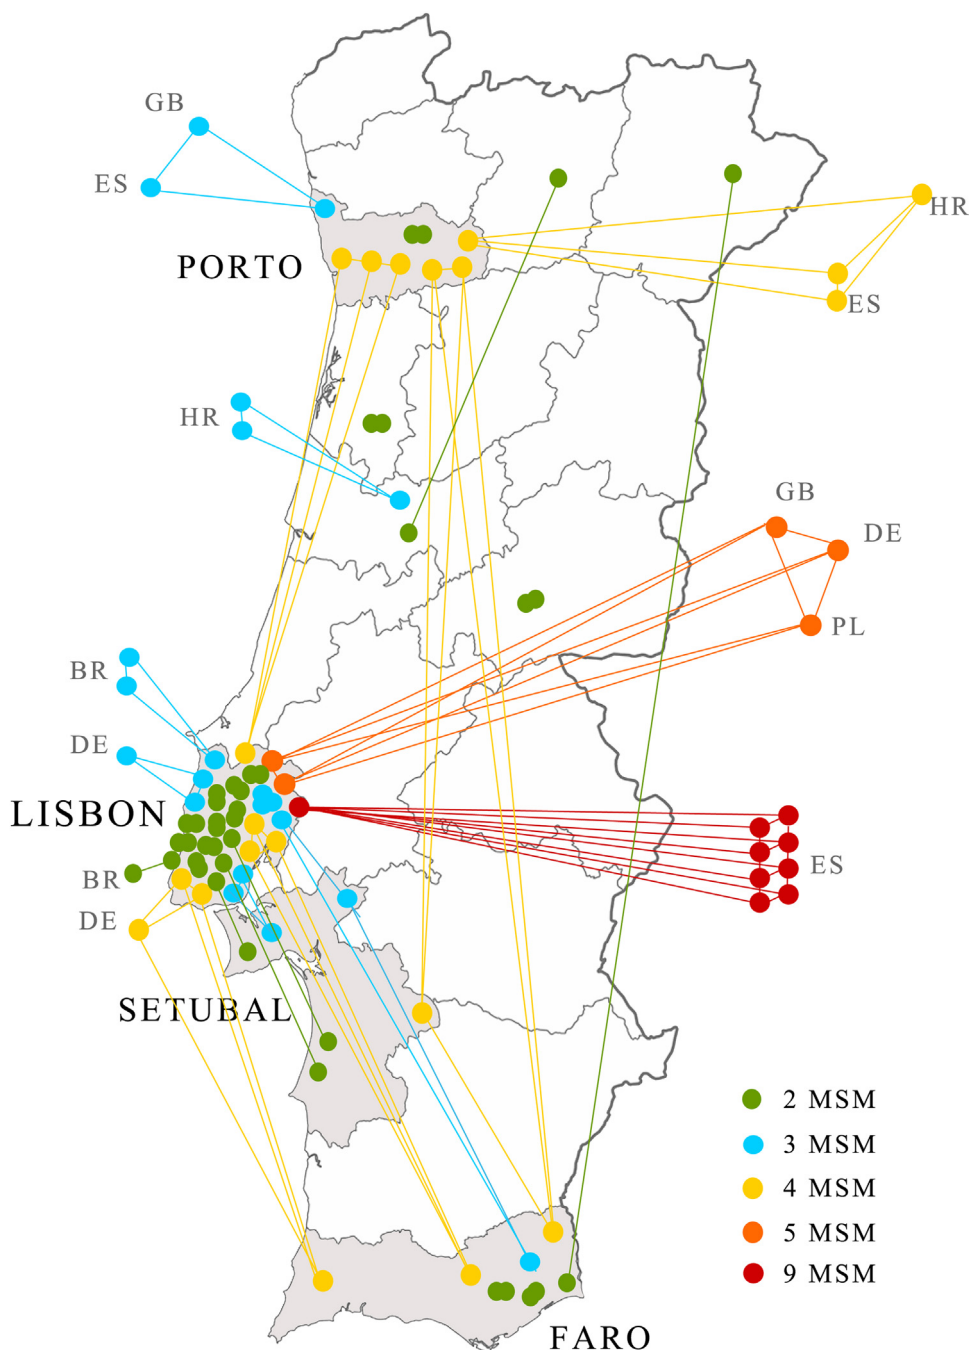 GB
ES
HR
PORTO
ES
HR
GB
DE
PL
BR
DE
LISBON
ES
BR
DE
SETUBAL
2 MSM
3 MSM
4 MSM
5 MSM
9 MSM
FARO